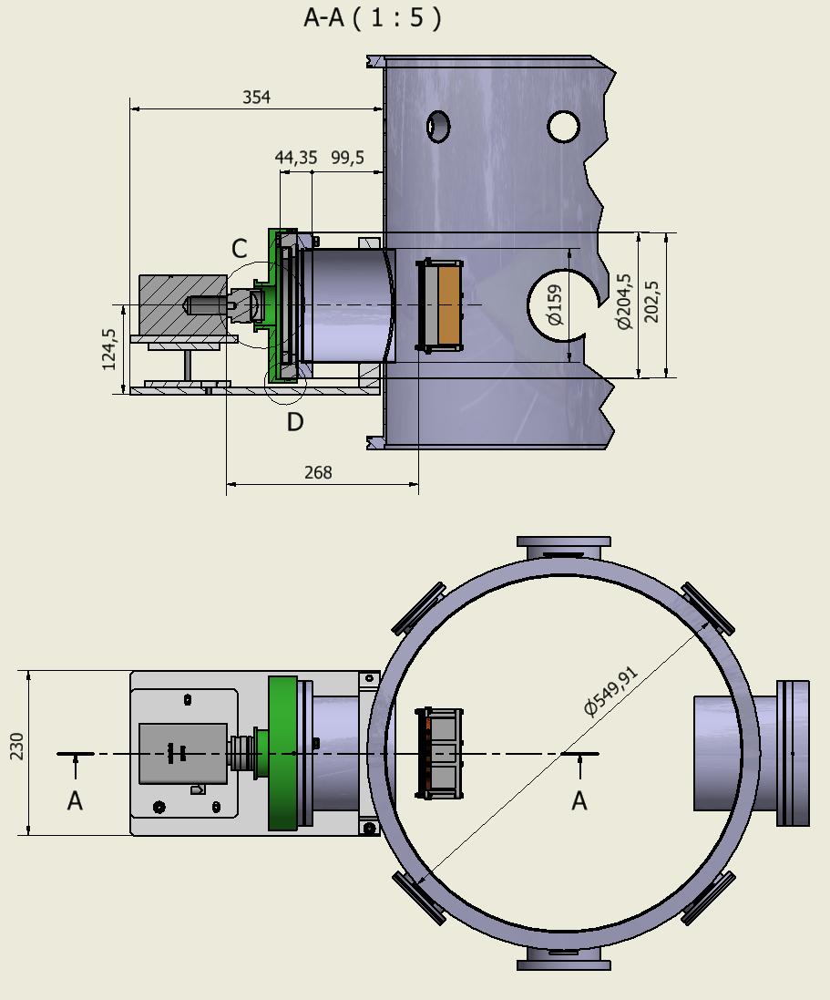 A-A ( 1 : 5 )
354
44,35
99,5
C
124,5
Ø159
Ø204,5
202,5
D
268
Ø549,91
230
A
A